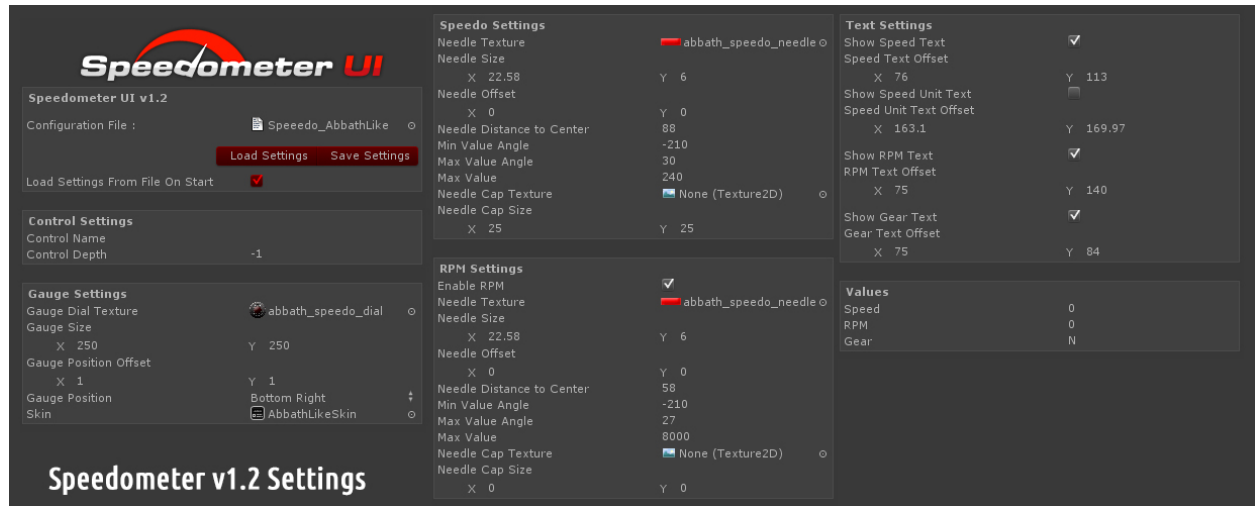 Speedometer UI
Speedometer UI v1.2
Configuration File : Speeedo_AbbathLike
Load Settings Save Settings
Load Settings From File On Start
Control Settings
Control Name
Control Depth -1
Gauge Settings
Gauge Dial Texture abbath_speedo_dial
Gauge Size
X 250 Y 250
Gauge Position Offset
X 1 Y 1
Gauge Position Bottom Right
Skin AbbathLikeSkin
Speedometer v1.2 Settings
Speedo Settings
Needle Texture abbath_speedo_needle
Needle Size
X 22.58 Y 6
Needle Offset
X 0 Y 0
Needle Distance to Center 88
Min Value Angle -210
Max Value Angle 30
Max Value 240
Needle Cap Texture None (Texture2D)
Needle Cap Size
X 25 Y 25
RPM Settings
Enable RPM
Needle Texture abbath_speedo_needle
Needle Size
X 22.58 Y 6
Needle Offset
X 0 Y 0
Needle Distance to Center 58
Min Value Angle -210
Max Value Angle 27
Max Value 8000
Needle Cap Texture None (Texture2D)
Needle Cap Size
X 0 Y 0
Text Settings
Show Speed Text
Speed Text Offset
X 76 Y 113
Show Speed Unit Text
Speed Unit Text Offset
X 163.1 Y 169.97
Show RPM Text
RPM Text Offset
X 75 Y 140
Show Gear Text
Gear Text Offset
X 75 Y 84
Values
Speed 0
RPM 0
Gear N